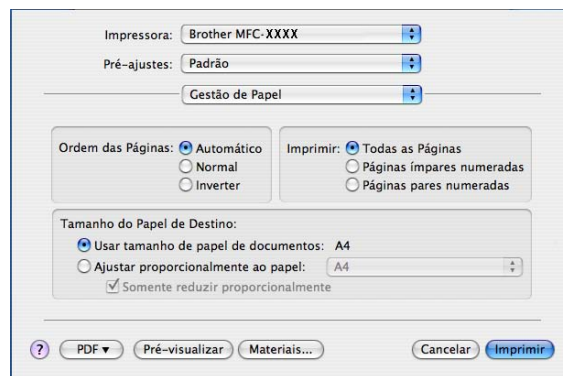 Impressora: Brother MFC-XXXX
Pré-ajustes: Padrão
Gestão de Papel
Ordem das Páginas: Automático
Normal
Inverter
Imprimir: Todas as Páginas
Páginas ímpares numeradas
Páginas pares numeradas
Tamanho do Papel de Destino:
Usar tamanho de papel de documentos: A4
Ajustar proporcionalmente ao papel: A4
Somente reduzir proporcionalmente
? PDF▼ Pré-visualizar Materiais... Cancelar Imprimir